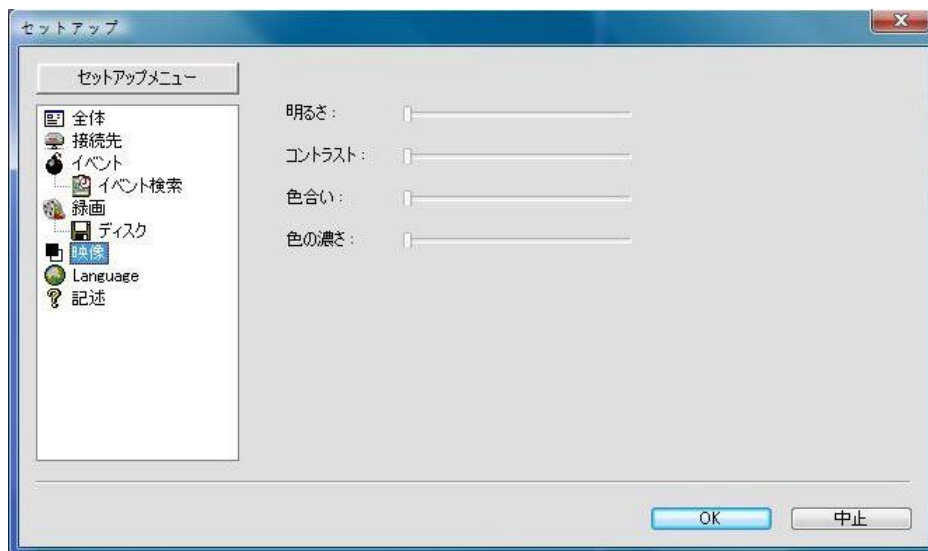 セットアップ
セットアップメニュー
全体
接続先
イベント
イベント検索
録画
ディスク
映像
Language
記述
明るさ：
コントラスト：
色合い：
色の濃さ：
OK
中止